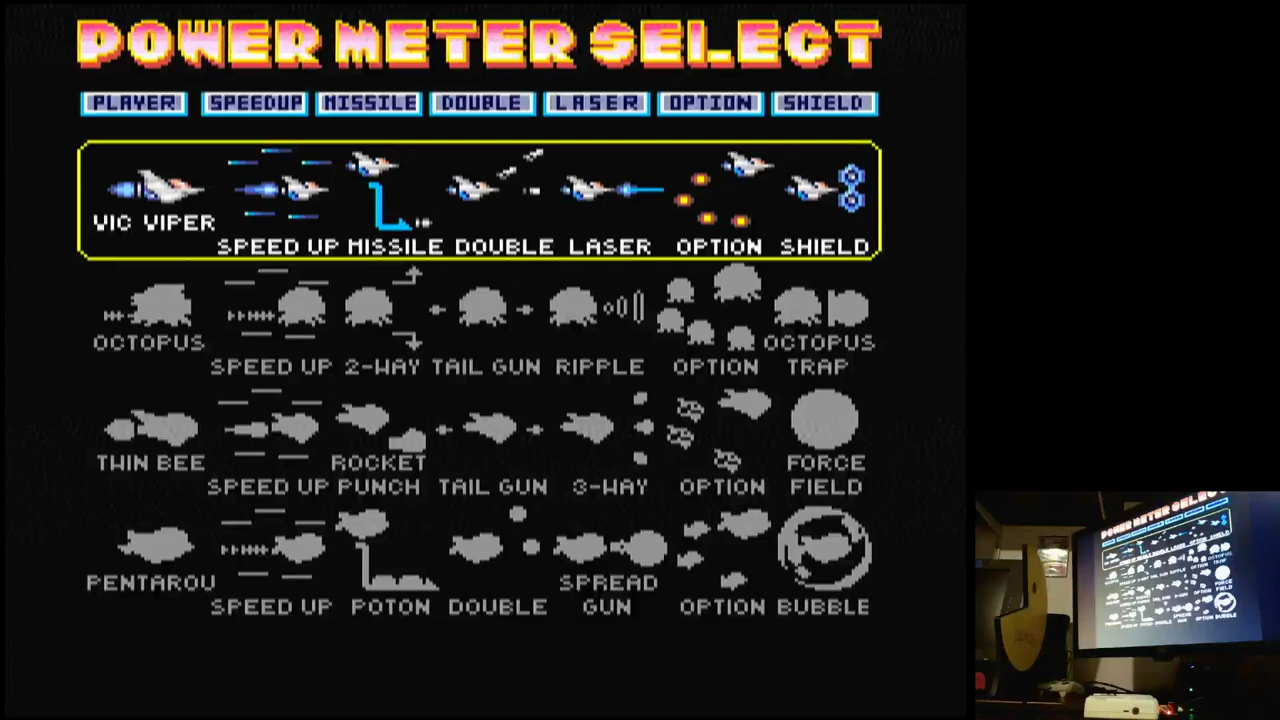 POWER METER SELECT
PLAYER SPEEDUP MISSILE DOUBLE LASER OPTION SHIELD
VIC VIPER
SPEED UP MISSILE DOUBLE LASER OPTION SHIELD
OCTOPUS OCTOPUS
SPEED UP 2-WAY TAIL GUN RIPPLE OPTION TRAP
TWIN BEE ROCKET FORCE
SPEED UP PUNCH TAIL GUN 3-WAY OPTION FIELD
PENTAROU SPREAD
SPEED UP POTON DOUBLE GUN OPTION BUBBLE